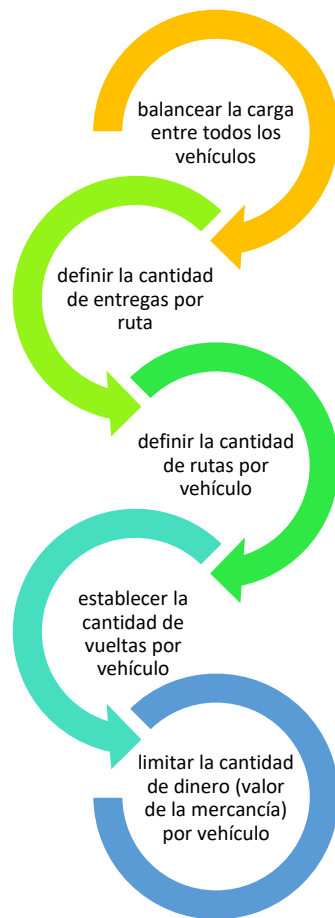 balancear la carga
entre todos los
vehículos
definir la cantidad
de entregas por
ruta
definir la cantidad
de rutas por
vehículo
establecer la
cantidad de
vueltas por
vehículo
limitar la cantidad
de dinero (valor
de la mercancía)
por vehículo